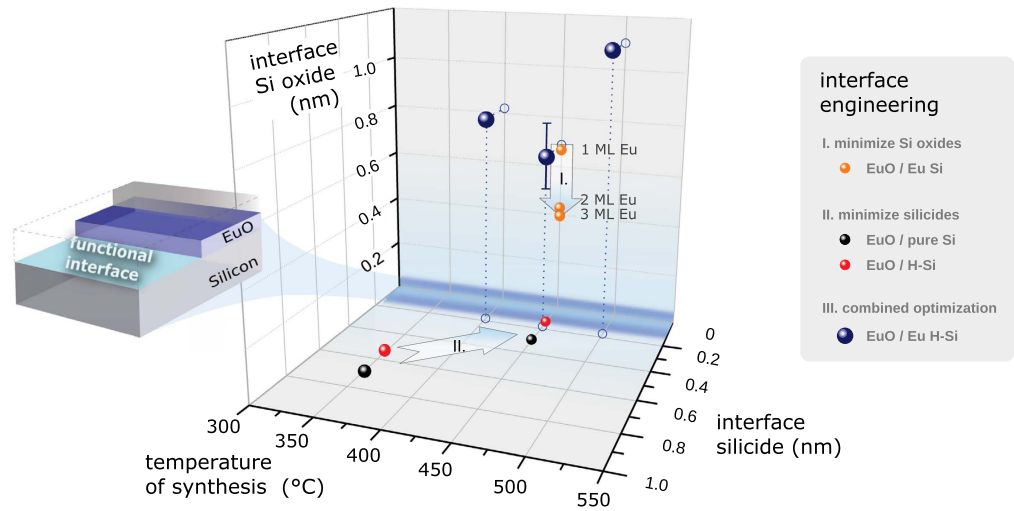 interface
Si oxide
(nm)
1.0
0.8
0.6
0.4
0.2
1 ML Eu
I.
2 ML Eu
3 ML Eu
EuO
functional
interface
Silicon
II.
0
0.2
0.4
0.6
0.8
1.0
interface
silicide (nm)
300
350
400
450
500
550
temperature
of synthesis (°C)
interface
engineering
I. minimize Si oxides
EuO / Eu Si
II. minimize silicides
EuO / pure Si
EuO / H-Si
III. combined optimization
EuO / Eu H-Si